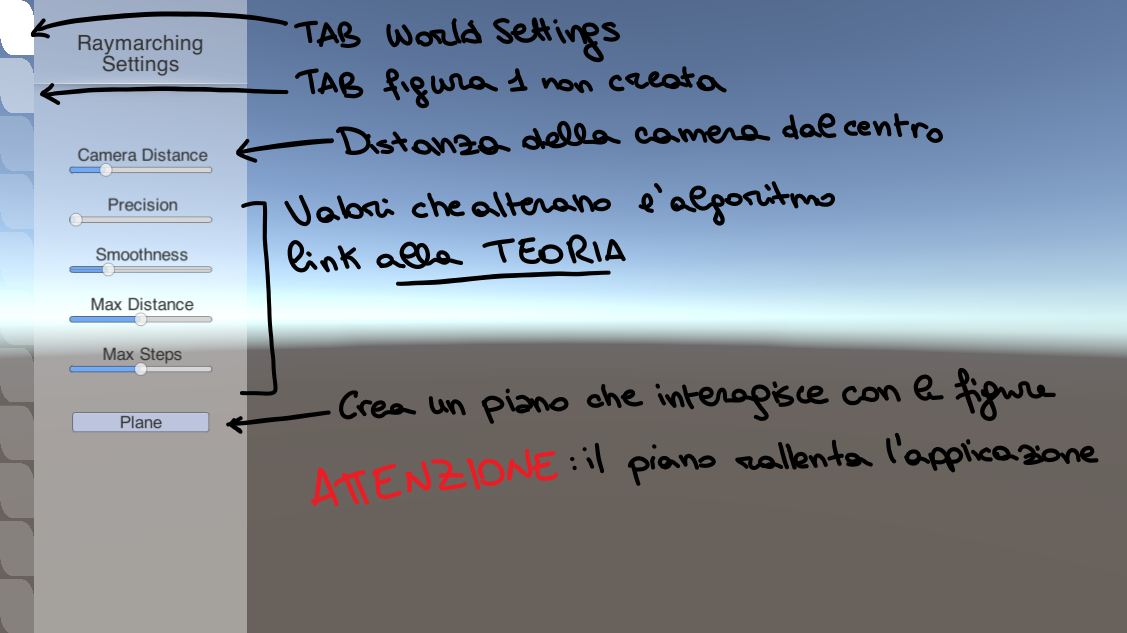 TAB World Settings
Raymarching
Settings
TAB figura 1 non creata
Distanza della camera dal centro
Camera Distance
Precision
Valori che alterano l'algoritmo
link alla TEORIA
Smoothness
Max Distance
Max Steps
Crea un piano che interagisce con le figure
Plane
ATTENZIONE: il piano rallenta l'applicazione